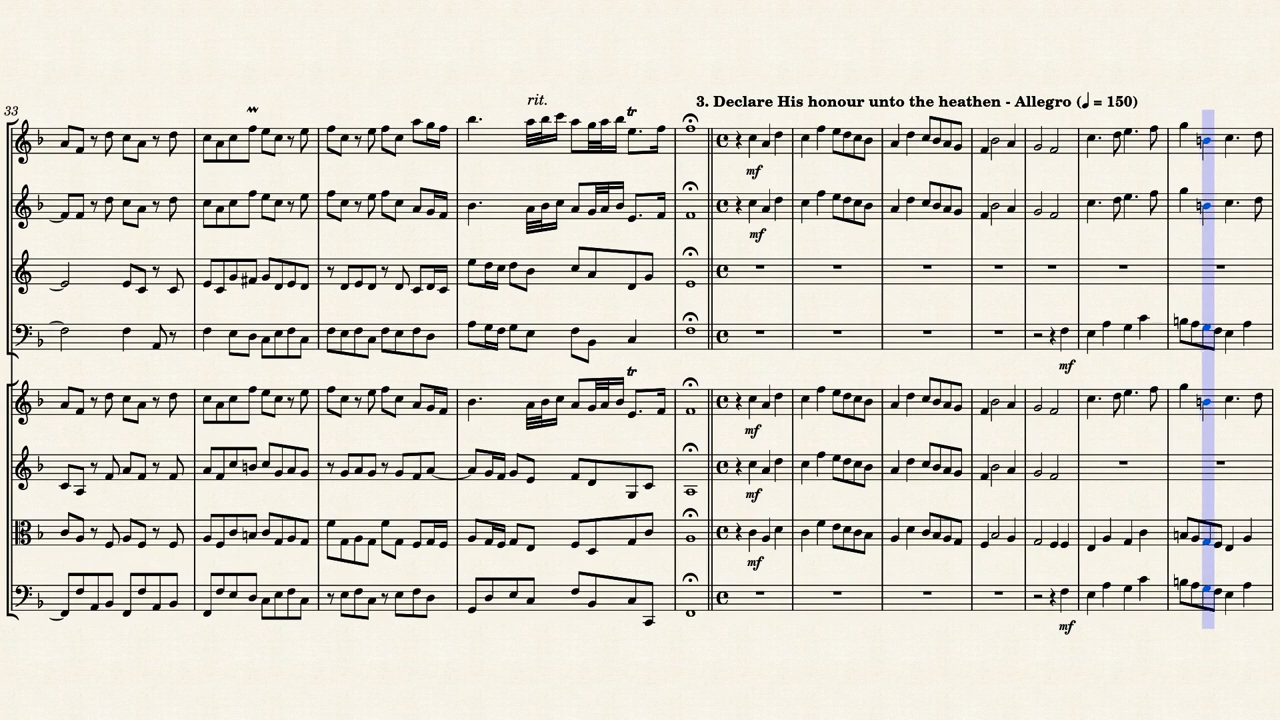 33
rit.
tr
3. Declare His honour unto the heathen - Allegro (♩ = 150)
mf
mf
mf
mf
tr
mf
mf
mf